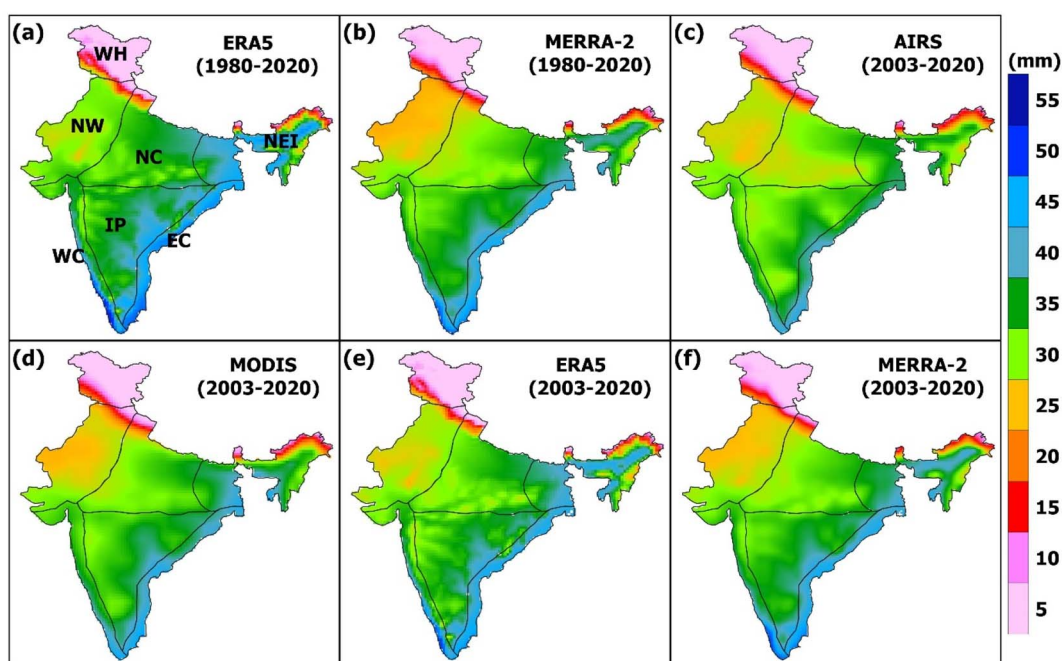 (a)
ERA5
(1980-2020)
WH
NW
NC
NEI
IP
EC
WC
(b)
MERRA-2
(1980-2020)
(c)
AIRS
(2003-2020)
(d)
MODIS
(2003-2020)
(e)
ERA5
(2003-2020)
(f)
MERRA-2
(2003-2020)
(mm)
55
50
45
40
35
30
25
20
15
10
5